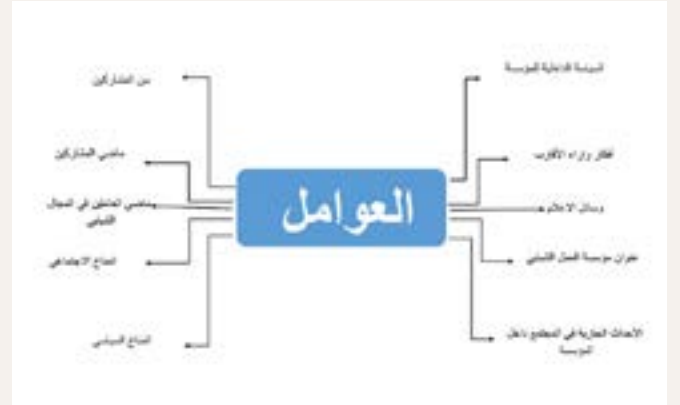 السياسة الداخلية للمؤسسة
أفكار وآراء الأقارب
وسائل الاعلام
عنوان مؤسسة العمل الشبابي
الأحداث الجارية في المجتمع داخل
المؤسسة
العوامل
سن المشاركين
ماضي المشاركين
ماضي العاملين في المجال
الشبابي
المناخ الاجتماعي
المناخ السياسي